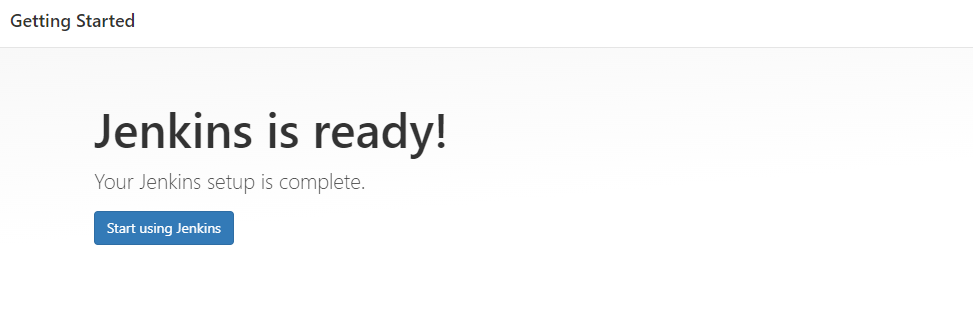 Getting Started
Jenkins is ready!
Your Jenkins setup is complete.
Start using Jenkins